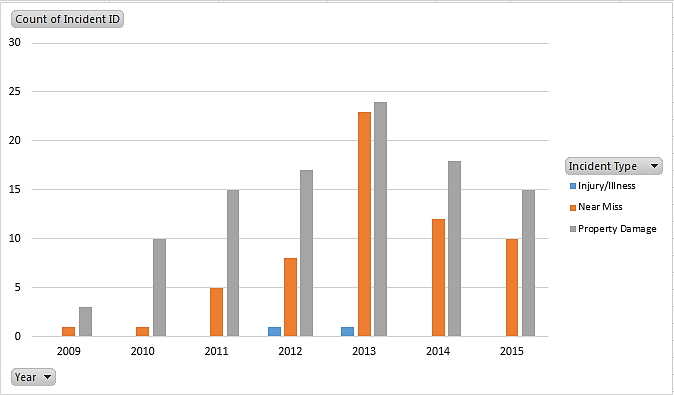 Count of Incident ID
30
25
20
15
10
5
0
2009 2010 2011 2012 2013 2014 2015
Incident Type
Injury/Illness
Near Miss
Property Damage
Year